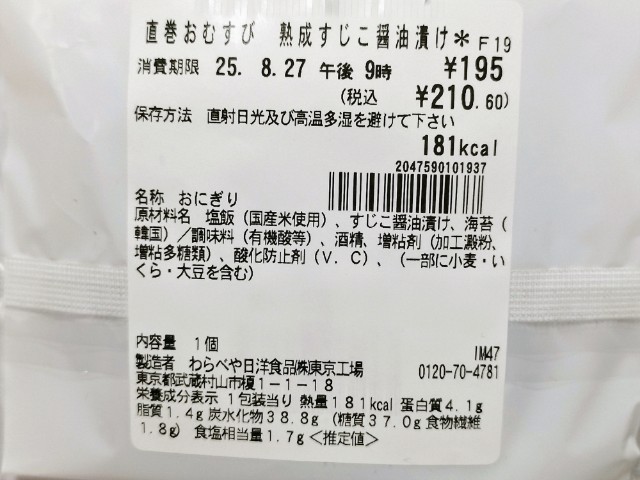 直巻おむすび 熟成すじこ醤油漬け＊ F19
消費期限 25. 8.27 午後 9時 ¥195
(税込 ¥210.60)
保存方法 直射日光及び高温多湿を避けて下さい
181kcal
2047590101937
名称 おにぎり
原材料名 塩飯（国産米使用）、すじこ醤油漬け、海苔（
韓国）／調味料（有機酸等）、酒精、増粘剤（加工澱粉、
増粘多糖類）、酸化防止剤（V．C）、（一部に小麦・い
くら・大豆を含む）
内容量 1個 IM47
製造者 わらべや日洋食品㈱東京工場 0120-70-4781
東京都武蔵村山市榎1-1-18
栄養成分表示 1包装当り 熱量181kcal 蛋白質4.1g
脂質1.4g 炭水化物38.8g （糖質37.0g 食物繊維
1.8g） 食塩相当量1.7g＜推定値＞